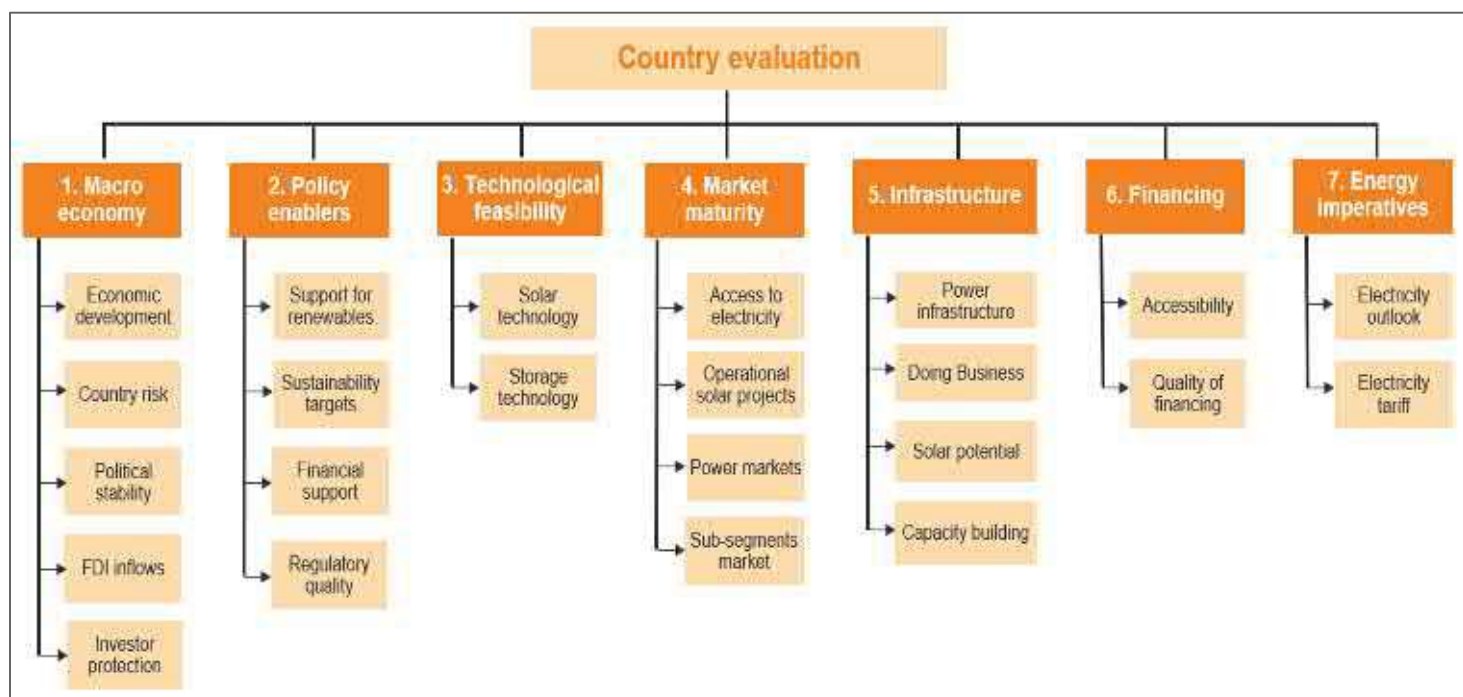 Country evaluation
1. Macro
economy
Economic
development
Country risk
Political
stability
FDI inflows
Investor
protection
2. Policy
enablers
Support for
renewables
Sustainability
targets
Financial
support
Regulatory
quality
3. Technological
feasibility
Solar
technology
Storage
technology
4. Market
maturity
Access to
electricity
Operational
solar projects
Power markets
Sub-segments
market
5. Infrastructure
Power
infrastructure
Doing Business
Solar potential
Capacity building
6. Financing
Accessibility
Quality of
financing
7. Energy
imperatives
Electricity
outlook
Electricity
tariff